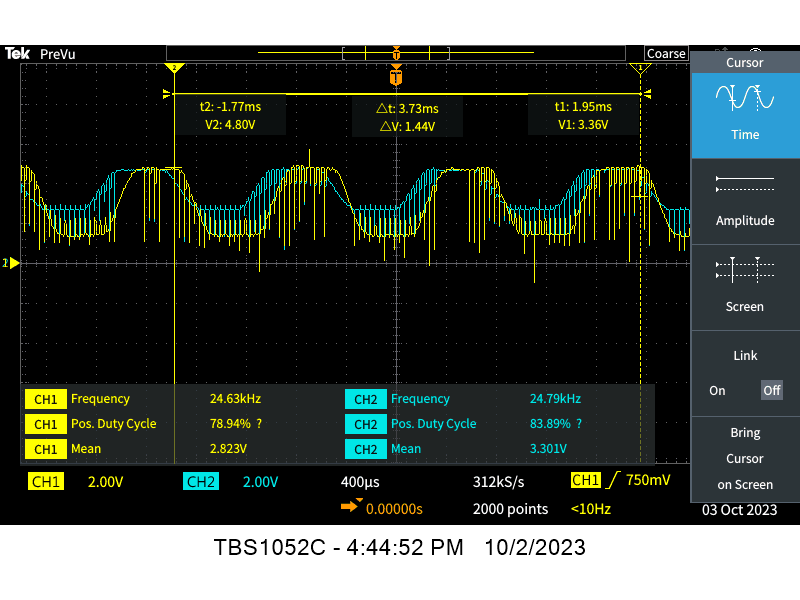 Tek PreVu Coarse
Cursor
t2: -1.77ms △t: 3.73ms t1: 1.95ms
V2: 4.80V △V: 1.44V V1: 3.36V
Time
Amplitude
Screen
Link
On Off
CH1 Frequency 24.63kHz CH2 Frequency 24.79kHz
CH1 Pos. Duty Cycle 78.94% ? CH2 Pos. Duty Cycle 83.89% ?
CH1 Mean 2.823V CH2 Mean 3.301V
Bring
Cursor
on Screen
CH1 2.00V CH2 2.00V 400µs 312kS/s CH1 750mV
0.00000s 2000 points <10Hz 03 Oct 2023
TBS1052C - 4:44:52 PM 10/2/2023